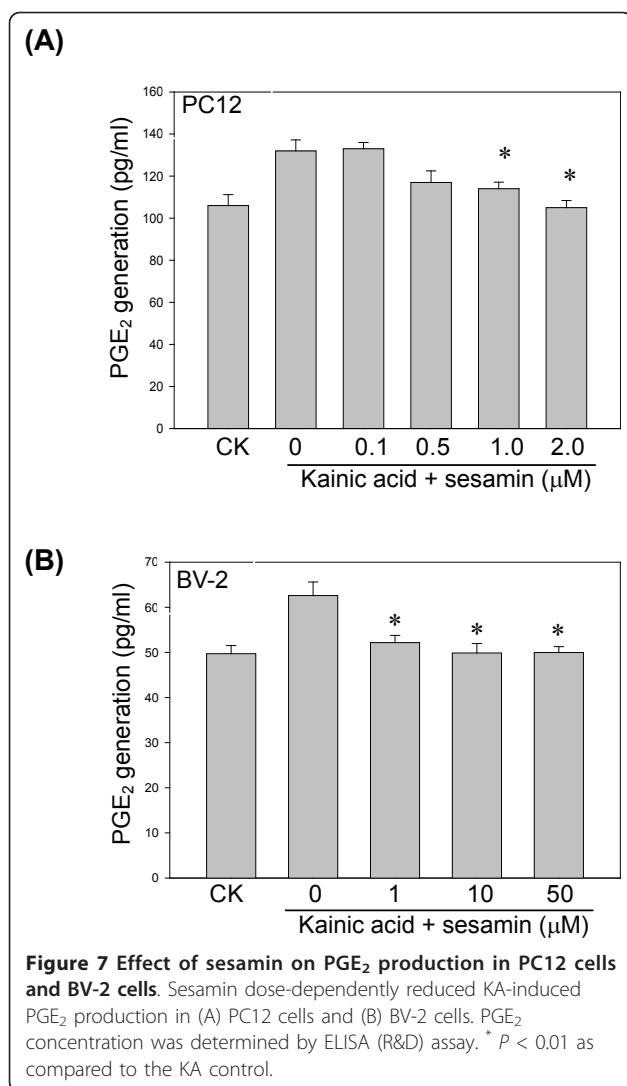 (A)
PC12
PGE₂ generation (pg/ml)
160
140
120
100
80
60
40
20
0
* *
CK 0 0.1 0.5 1.0 2.0
Kainic acid + sesamin (μM)
(B)
BV-2
PGE₂ generation (pg/ml)
70
60
50
40
30
20
10
0
* * *
CK 0 1 10 50
Kainic acid + sesamin (μM)
Figure 7 Effect of sesamin on PGE₂ production in PC12 cells
and BV-2 cells. Sesamin dose-dependently reduced KA-induced
PGE₂ production in (A) PC12 cells and (B) BV-2 cells. PGE₂
concentration was determined by ELISA (R&D) assay. * P < 0.01 as
compared to the KA control.